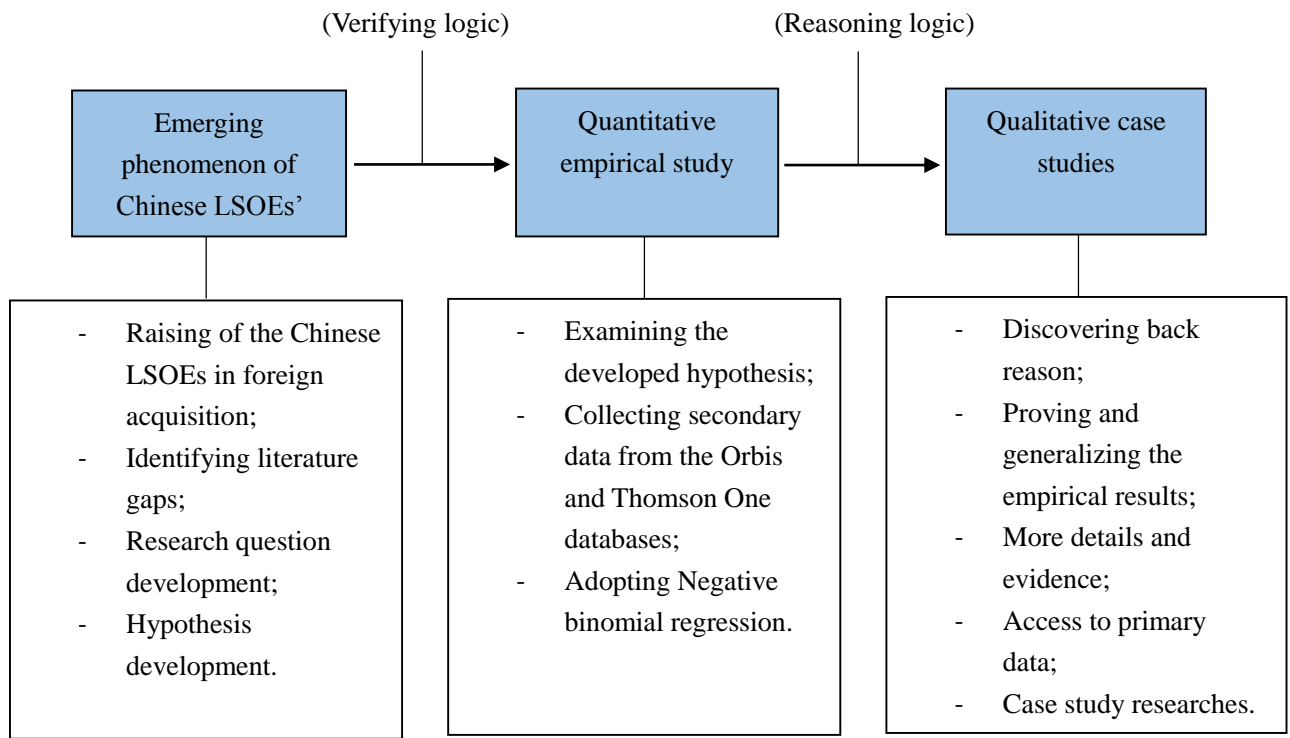 (Verifying logic)
(Reasoning logic)
Emerging
phenomenon of
Chinese LSOEs’
Quantitative
empirical study
Qualitative case
studies
- Raising of the Chinese
LSOEs in foreign
acquisition;
- Identifying literature
gaps;
- Research question
development;
- Hypothesis
development.
- Examining the
developed hypothesis;
- Collecting secondary
data from the Orbis
and Thomson One
databases;
- Adopting Negative
binomial regression.
- Discovering back
reason;
- Proving and
generalizing the
empirical results;
- More details and
evidence;
- Access to primary
data;
- Case study researches.